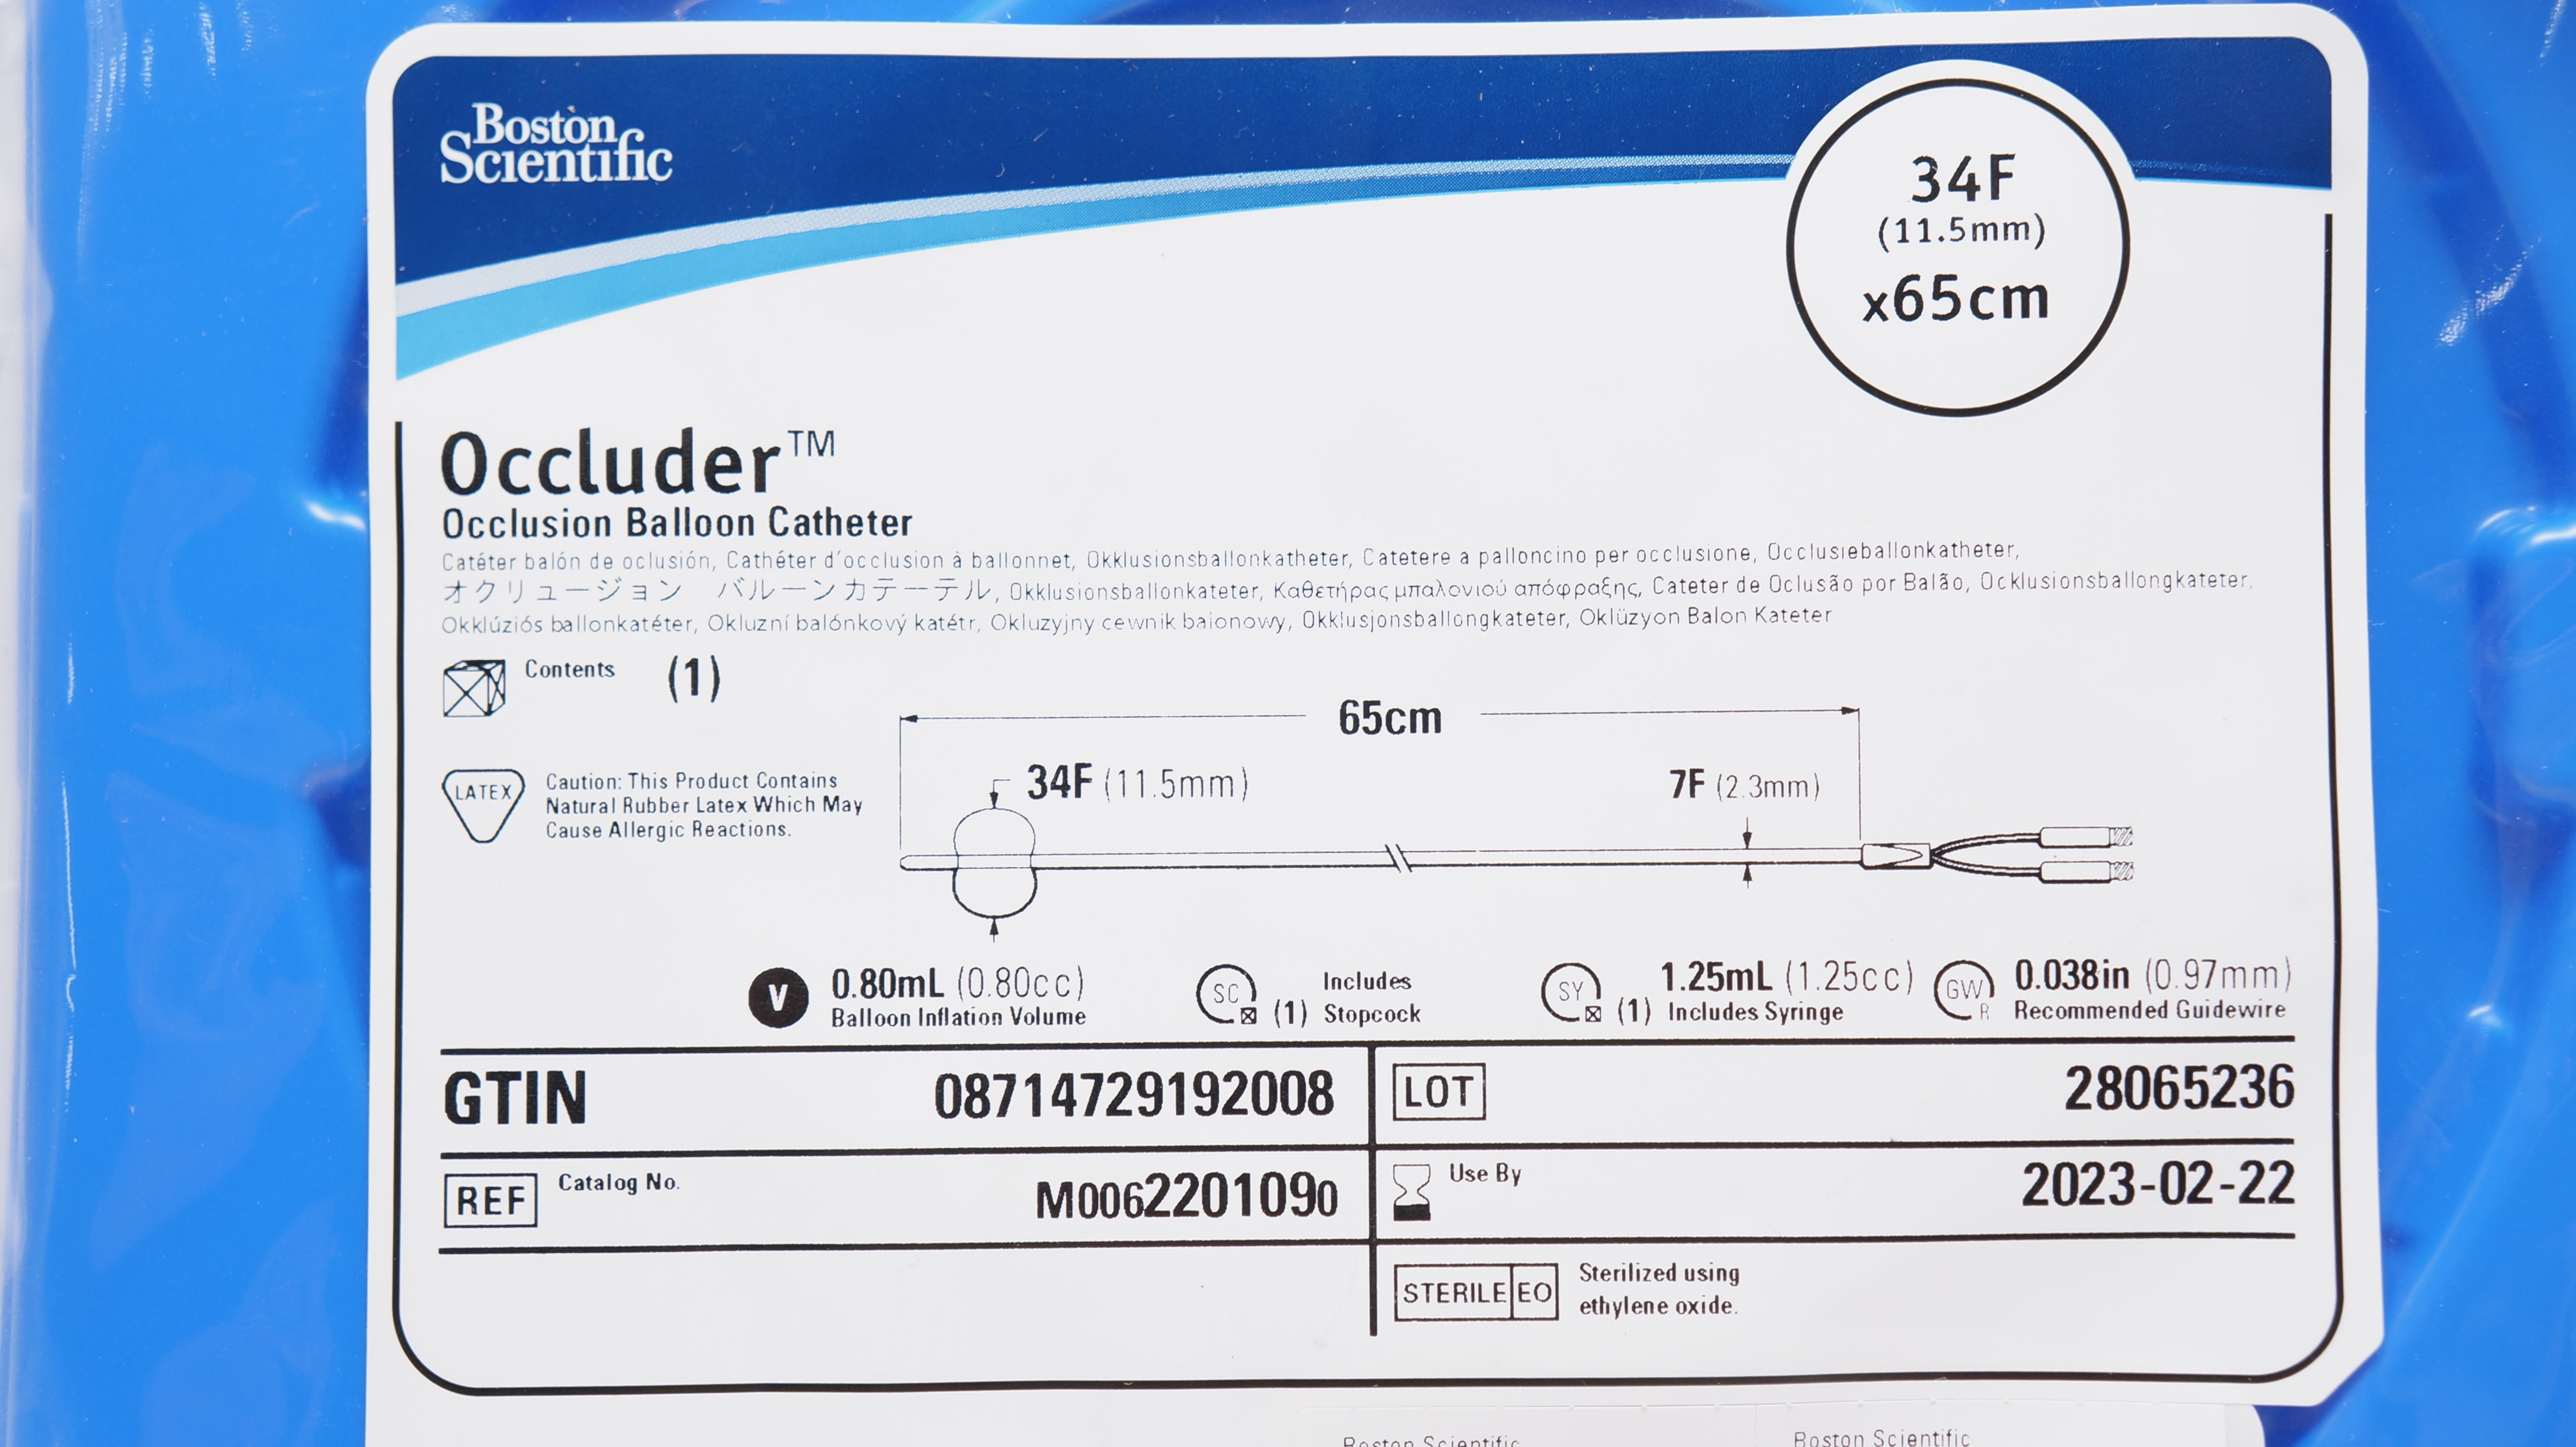 Boston
Scientific
34F
(11.5mm)
x65cm
Occluder™
Occlusion Balloon Catheter
Catéter balón de oclusión, Cathéter d'occlusion à ballonnet, Okklusionsballonkatheter, Catetere a palloncino per occlusione, Occlusieballonkatheter,
オクリュージョン　バルーンカテーテル, Okklusionsballonkateter, Καθετήρας μπαλονιού απόφραξης, Cateter de Oclusão por Balão, Ocklusionsballongkateter,
Okklúziós ballonkatéter, Okluzní balónkový katétr, Okluzyjny cewnik baionowy, Okklusjonsballongkateter, Oklüzyon Balon Kateter
Contents (1)
65cm
34F (11.5mm)
7F (2.3mm)
LATEX
Caution: This Product Contains
Natural Rubber Latex Which May
Cause Allergic Reactions.
V 0.80mL (0.80cc)
Balloon Inflation Volume
SC (1) Includes
Stopcock
SY (1) 1.25mL (1.25cc)
Includes Syringe
GW R 0.038in (0.97mm)
Recommended Guidewire
GTIN 08714729192008
LOT 28065236
REF Catalog No. M0062201090
Use By 2023-02-22
STERILE EO Sterilized using
ethylene oxide.
Boston Scientific
Boston Scientific